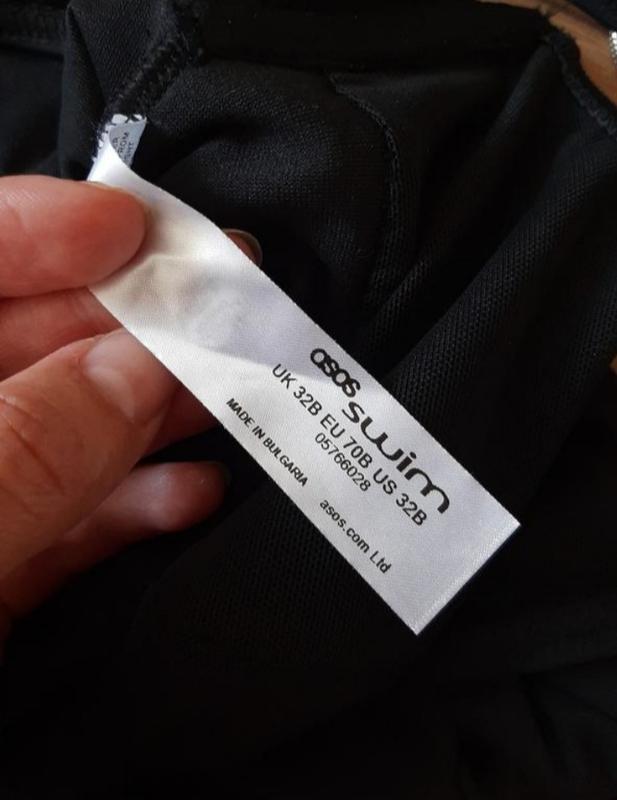 asos swim
UK 32B EU 70B US 32B
05766028
MADE IN BULGARIA
asos.com Ltd